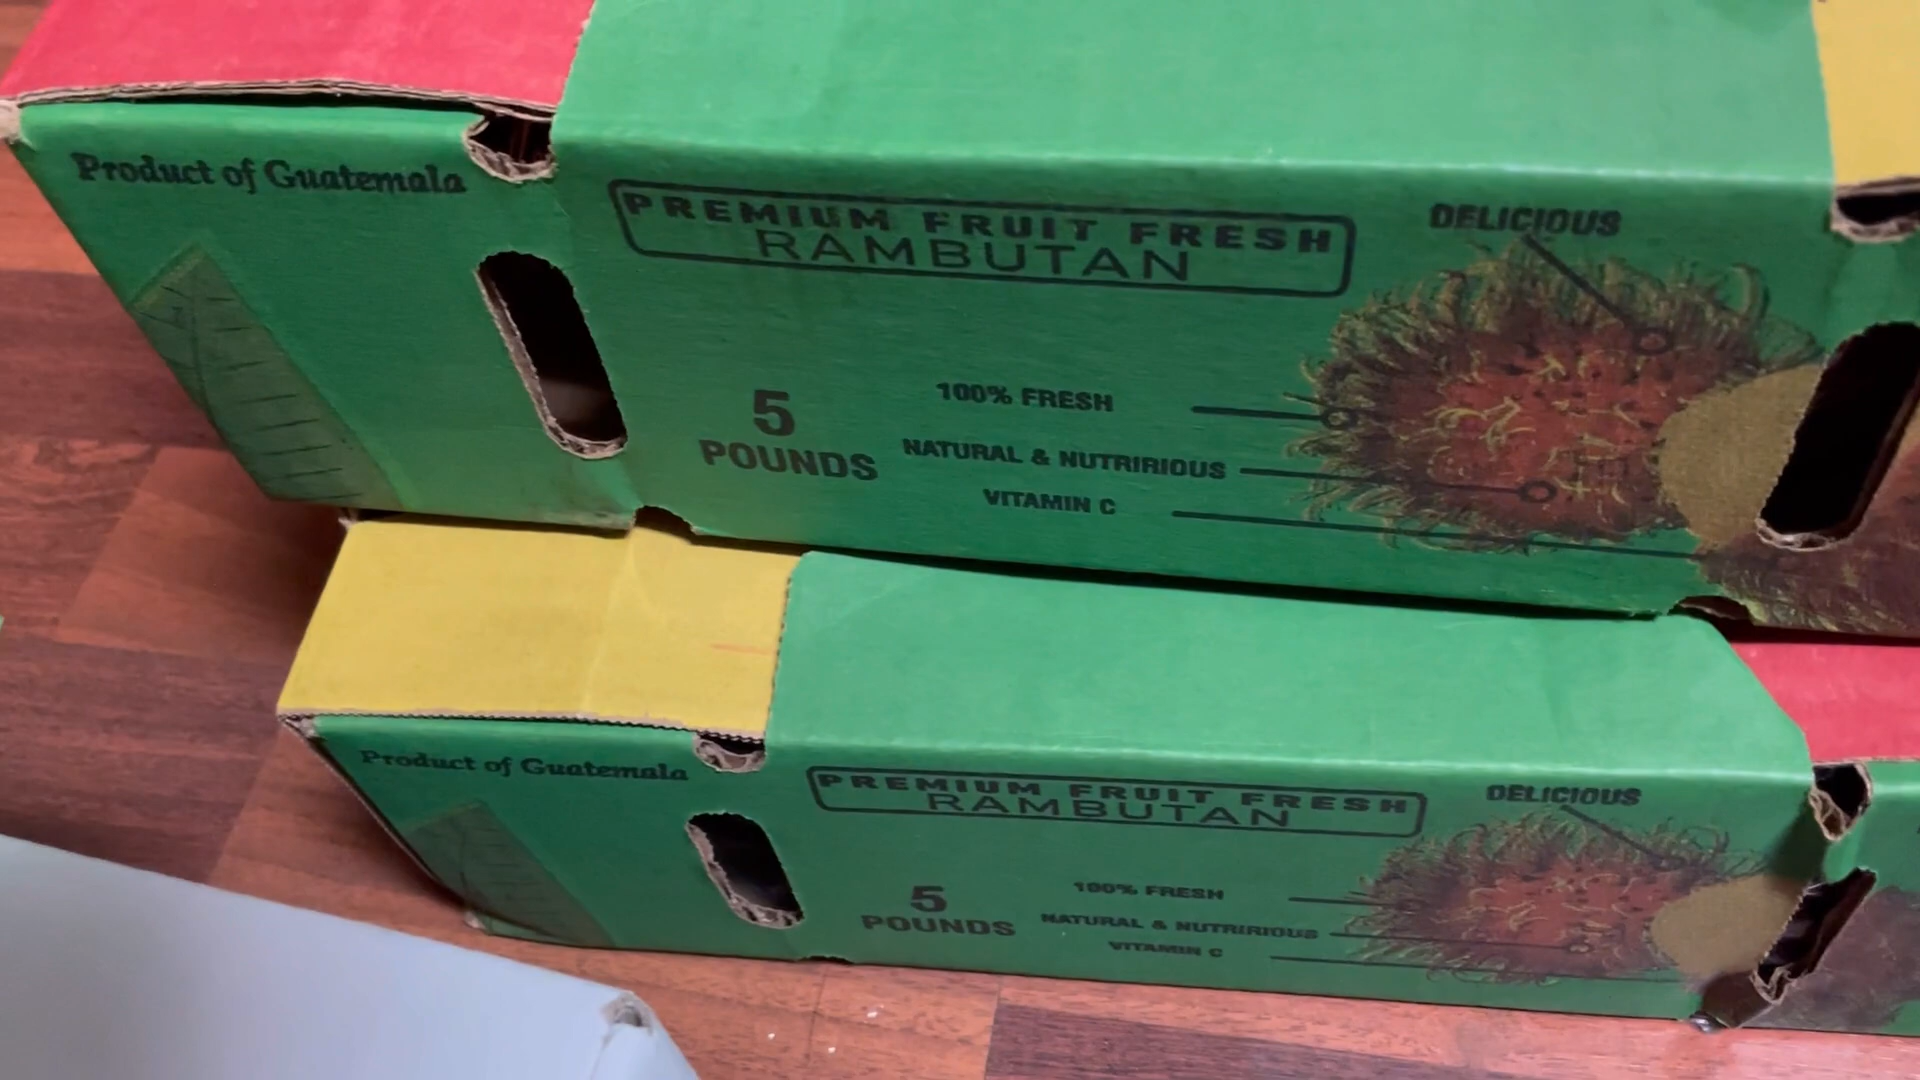 Product of Guatemala
PREMIUM FRUIT FRESH
RAMBUTAN
DELICIOUS
5
POUNDS
100% FRESH
NATURAL & NUTRIRIOUS
VITAMIN C
Product of Guatemala
PREMIUM FRUIT FRESH
RAMBUTAN
DELICIOUS
5
POUNDS
100% FRESH
NATURAL & NUTRIRIOUS
VITAMIN C